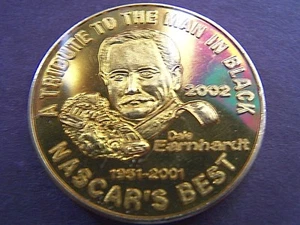 A TRIBUTE TO THE MAN IN BLACK
2002
Dale
Earnhardt
1951-2001
NASCAR'S BEST